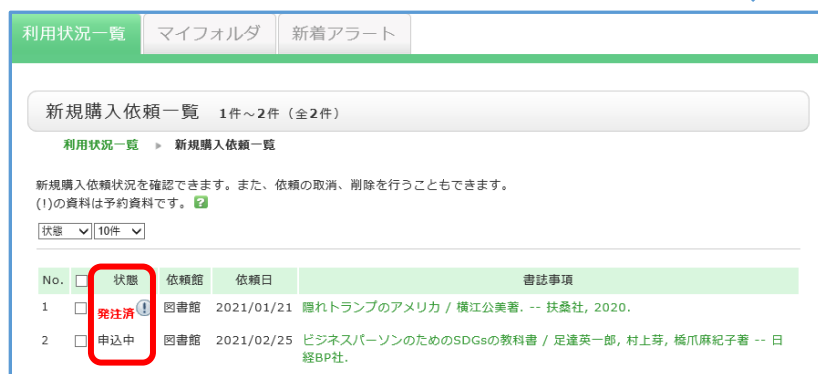 利用状況一覧 マイフォルダ 新着アラート
新規購入依頼一覧 1件～2件（全2件）
利用状況一覧 ▶ 新規購入依頼一覧
新規購入依頼状況を確認できます。また、依頼の取消、削除を行うこともできます。
(!)の資料は予約資料です。 ?
状態 10件
No. 状態 依頼館 依頼日 書誌事項
1 発注済 ! 図書館 2021/01/21 隠れトランプのアメリカ / 横江公美著. -- 扶桑社, 2020.
2 申込中 図書館 2021/02/25 ビジネスパーソンのためのSDGsの教科書 / 足達英一郎, 村上芽, 橋爪麻紀子著 -- 日
経BP社.